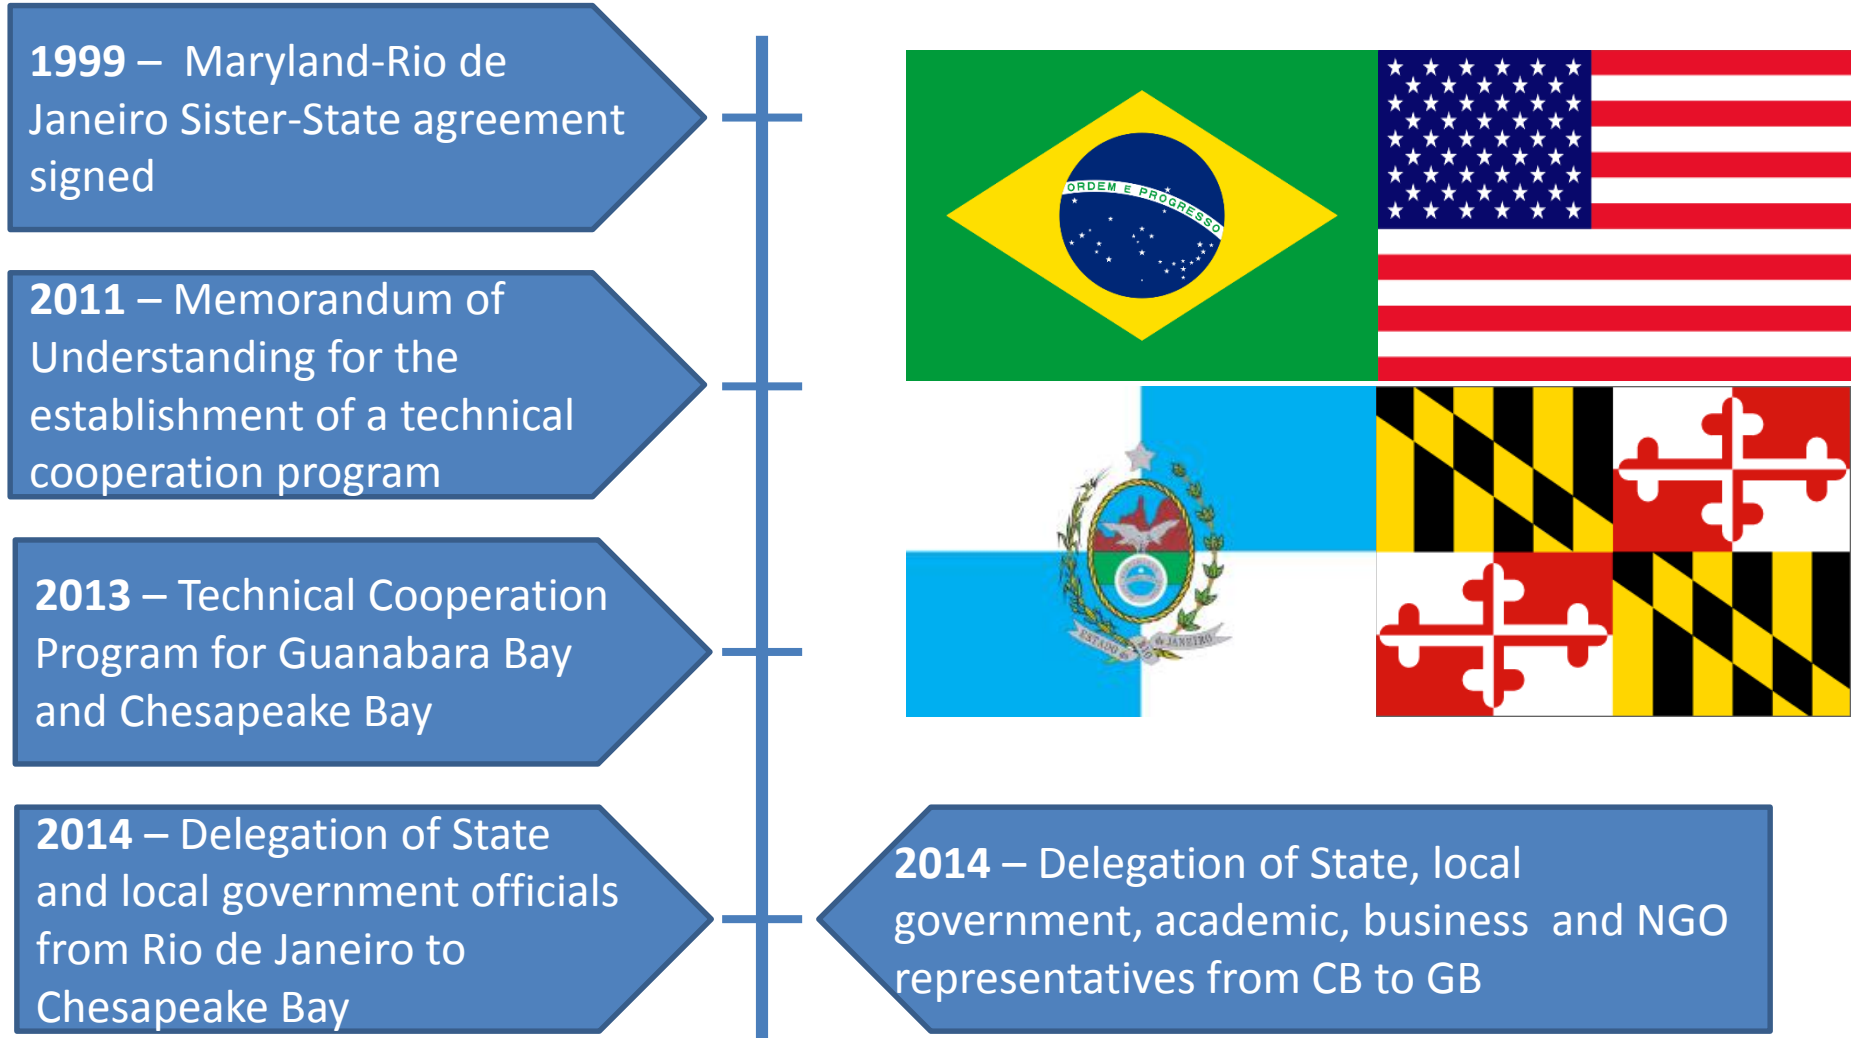 1999 – Maryland-Rio de
Janeiro Sister-State agreement
signed
2011 – Memorandum of
Understanding for the
establishment of a technical
cooperation program
2013 – Technical Cooperation
Program for Guanabara Bay
and Chesapeake Bay
2014 – Delegation of State
and local government officials
from Rio de Janeiro to
Chesapeake Bay
ORDEM E PROGRESSO
ESTADO do RIO de JANEIRO
2014 – Delegation of State, local
government, academic, business  and NGO
representatives from CB to GB